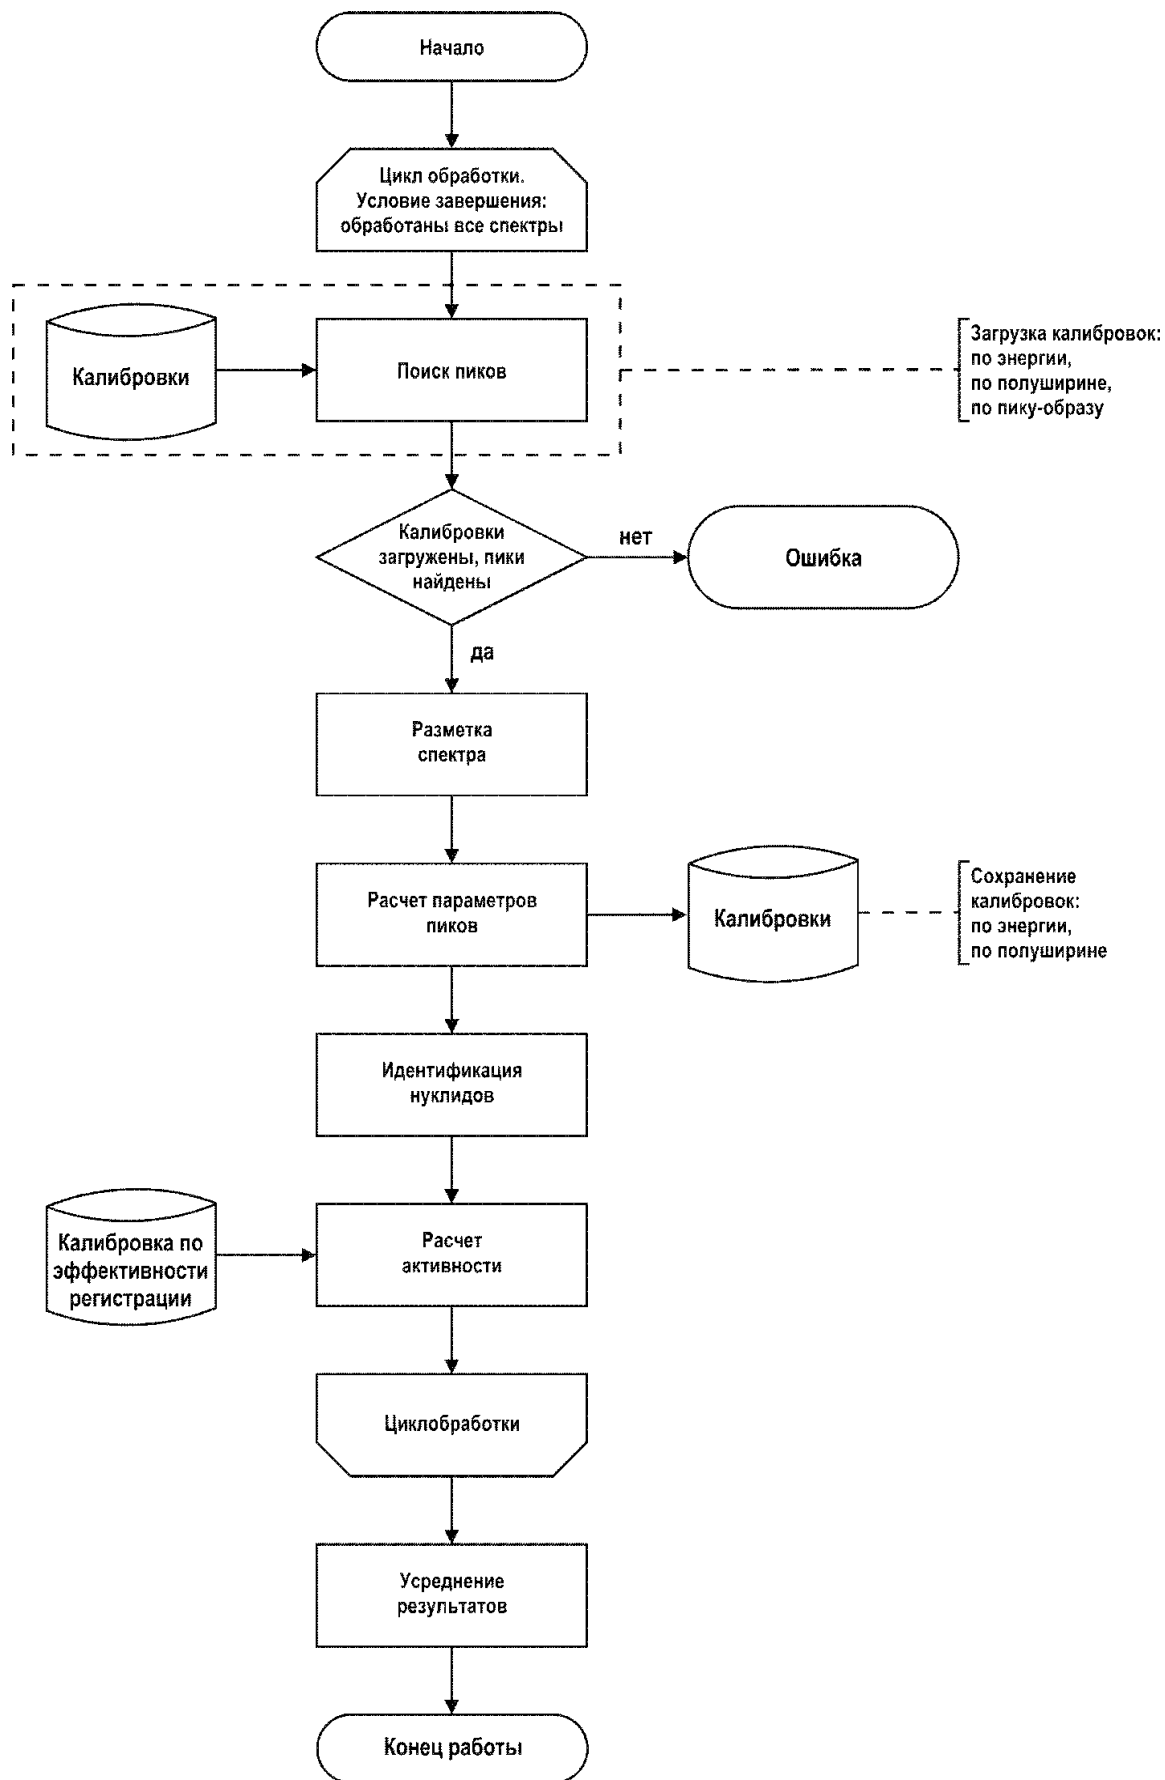 Начало
Цикл обработки.
Условие завершения:
обработаны все спектры
Калибровки
Поиск пиков
Загрузка калибровок:
по энергии,
по полуширине,
по пику-образу
Калибровки
загружены, пики
найдены
нет
Ошибка
да
Разметка
спектра
Расчет параметров
пиков
Калибровки
Сохранение
калибровок:
по энергии,
по полуширине
Идентификация
нуклидов
Калибровка по
эффективности
регистрации
Расчет
активности
Циклобработки
Усреднение
результатов
Конец работы